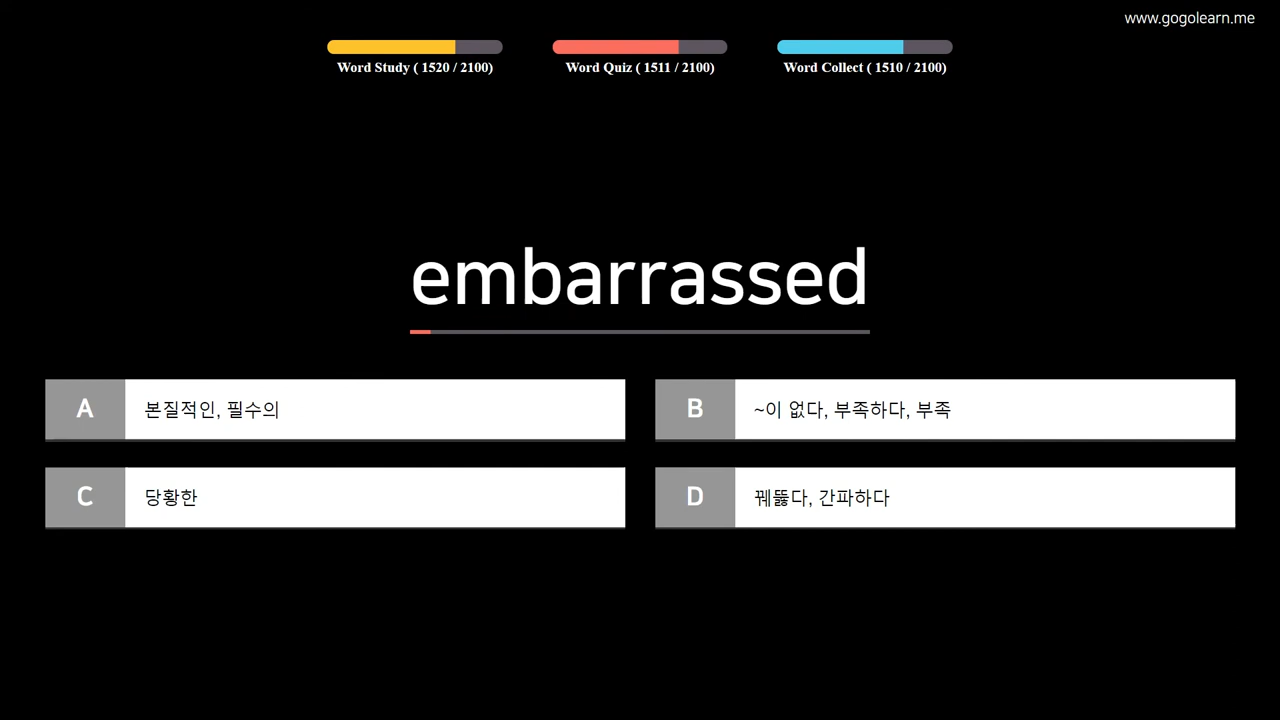 www.gogolearn.me
Word Study ( 1520 / 2100)
Word Quiz ( 1511 / 2100)
Word Collect ( 1510 / 2100)
embarrassed
A 본질적인, 필수의
B ~이 없다, 부족하다, 부족
C 당황한
D 꿰뚫다, 간파하다